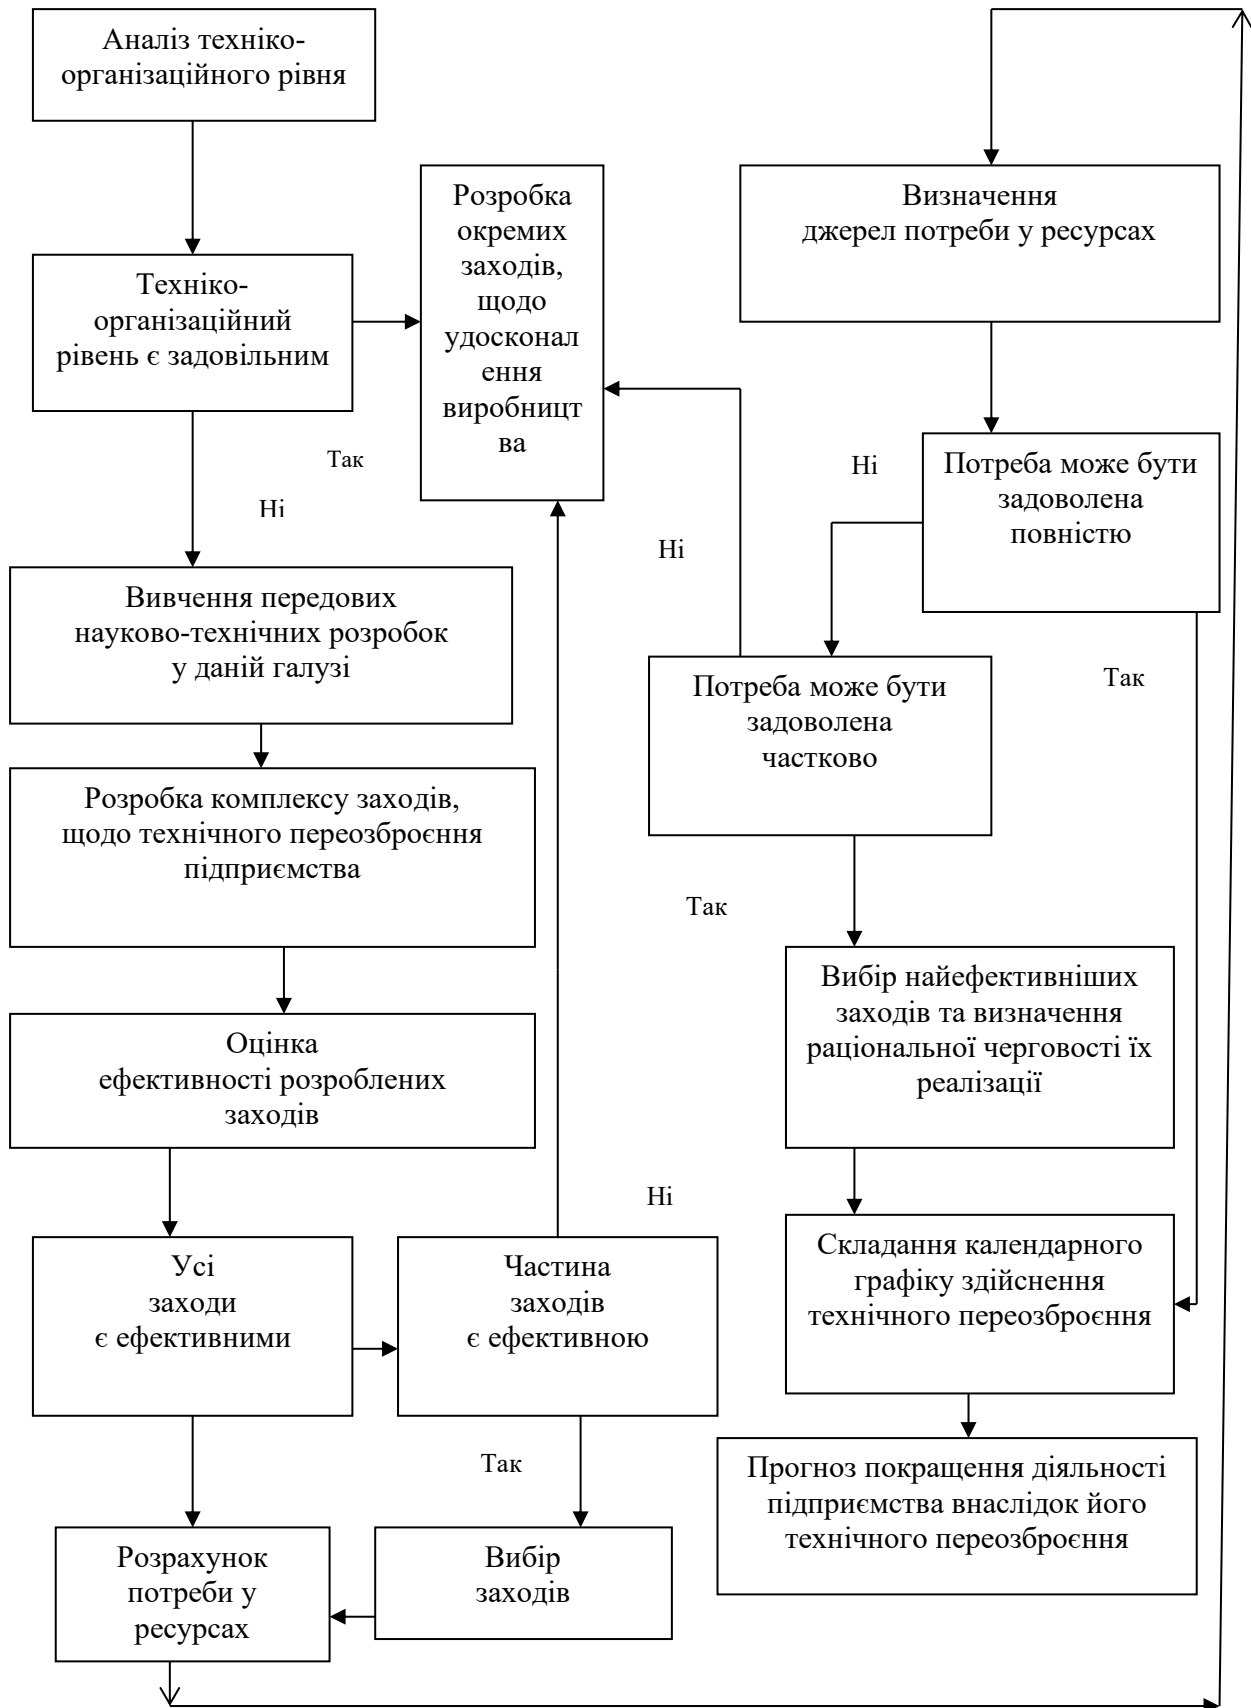 Аналіз техніко-
організаційного рівня
Техніко-
організаційний
рівень є задовільним
Розробка
окремих
заходів,
щодо
удосконал
ення
виробницт
ва
Так
Ні
Вивчення передових
науково-технічних розробок
у даній галузі
Розробка комплексу заходів,
щодо технічного переозброєння
підприємства
Оцінка
ефективності розроблених
заходів
Усі
заходи
є ефективними
Ні
Частина
заходів
є ефективною
Так
Розрахунок
потреби у
ресурсах
Вибір
заходів
Визначення
джерел потреби у ресурсах
Ні
Потреба може бути
задоволена
повністю
Ні
Так
Потреба може бути
задоволена
частково
Так
Вибір найефективніших
заходів та визначення
раціональної черговості їх
реалізації
Складання календарного
графіку здійснення
технічного переозброєння
Прогноз покращення діяльності
підприємства внаслідок його
технічного переозброєння